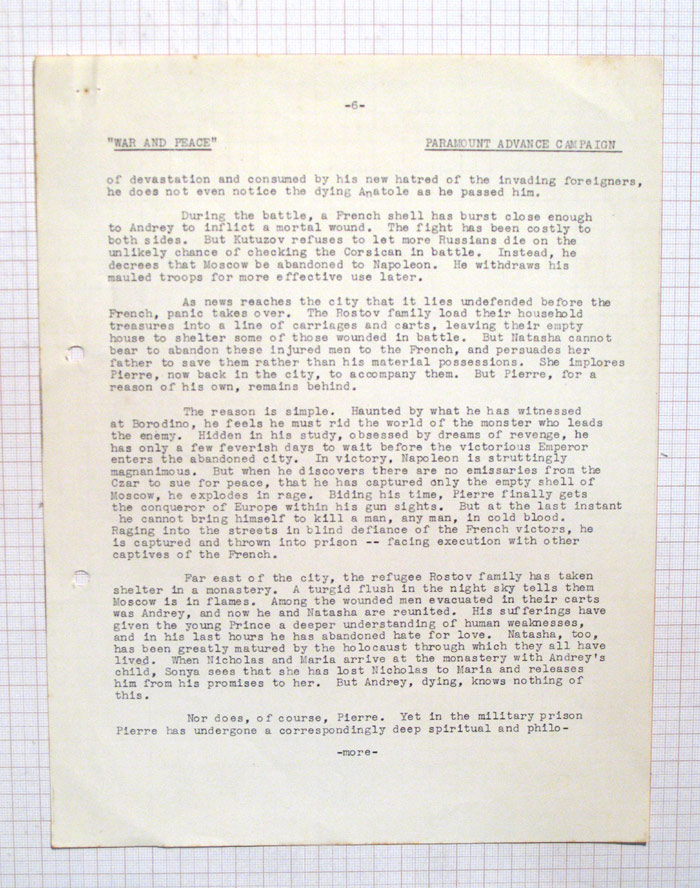 -6-
"WAR AND PEACE" PARAMOUNT ADVANCE CAMPAIGN
of devastation and consumed by his new hatred of the invading foreigners,
he does not even notice the dying Anatole as he passed him.
During the battle, a French shell has burst close enough
to Andrey to inflict a mortal wound. The fight has been costly to
both sides. But Kutuzov refuses to let more Russians die on the
unlikely chance of checking the Corsican in battle. Instead, he
decrees that Moscow be abandoned to Napoleon. He withdraws his
mauled troops for more effective use later.
As news reaches the city that it lies undefended before the
French, panic takes over. The Rostov family load their household
treasures into a line of carriages and carts, leaving their empty
house to shelter some of those wounded in battle. But Natasha cannot
bear to abandon these injured men to the French, and persuades her
father to save them rather than his material possessions. She implores
Pierre, now back in the city, to accompany them. But Pierre, for a
reason of his own, remains behind.
The reason is simple. Haunted by what he has witnessed
at Borodino, he feels he must rid the world of the monster who leads
the enemy. Hidden in his study, obsessed by dreams of revenge, he
has only a few feverish days to wait before the victorious Emperor
enters the abandoned city. In victory, Napoleon is struttingly
magnanimous. But when he discovers there are no emissaries from the
Czar to sue for peace, that he has captured only the empty shell of
Moscow, he explodes in rage. Biding his time, Pierre finally gets
the conqueror of Europe within his gun sights. But at the last instant
he cannot bring himself to kill a man, any man, in cold blood.
Raging into the streets in blind defiance of the French victors, he
is captured and thrown into prison -- facing execution with other
captives of the French.
Far east of the city, the refugee Rostov family has taken
shelter in a monastery. A turgid flush in the night sky tells them
Moscow is in flames. Among the wounded men evacuated in their carts
was Andrey, and now he and Natasha are reunited. His sufferings have
given the young Prince a deeper understanding of human weaknesses,
and in his last hours he has abandoned hate for love. Natasha, too,
has been greatly matured by the holocaust through which they all have
lived. When Nicholas and Maria arrive at the monastery with Andrey's
child, Sonya sees that she has lost Nicholas to Maria and releases
him from his promises to her. But Andrey, dying, knows nothing of
this.
Nor does, of course, Pierre. Yet in the military prison
Pierre has undergone a correspondingly deep spiritual and philo-
-more-